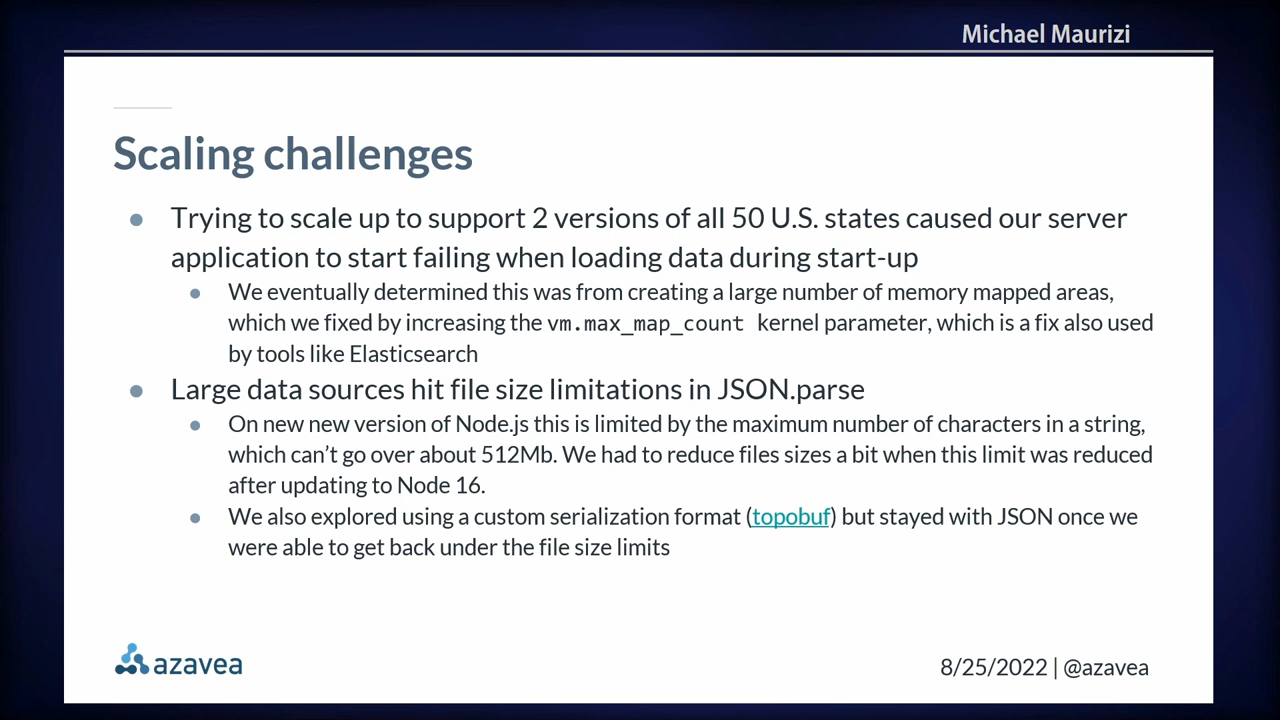 Michael Maurizi
Scaling challenges
● Trying to scale up to support 2 versions of all 50 U.S. states caused our server
application to start failing when loading data during start-up
● We eventually determined this was from creating a large number of memory mapped areas,
which we fixed by increasing the vm.max_map_count kernel parameter, which is a fix also used
by tools like Elasticsearch
● Large data sources hit file size limitations in JSON.parse
● On new new version of Node.js this is limited by the maximum number of characters in a string,
which can’t go over about 512Mb. We had to reduce files sizes a bit when this limit was reduced
after updating to Node 16.
● We also explored using a custom serialization format (topobuf) but stayed with JSON once we
were able to get back under the file size limits
azavea
8/25/2022 | @azavea